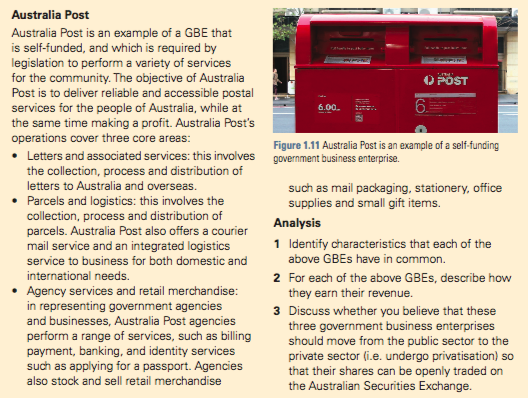 Australia Post
Australia Post is an example of a GBE that
is self-funded, and which is required by
legislation to perform a variety of services
for the community. The objective of Australia
Post is to deliver reliable and accessible postal
services for the people of Australia, while at
the same time making a profit. Australia Post's
operations cover three core areas:
• Letters and associated services: this involves
the collection, process and distribution of
letters to Australia and overseas.
• Parcels and logistics: this involves the
collection, process and distribution of
parcels. Australia Post also offers a courier
mail service and an integrated logistics
service to business for both domestic and
international needs.
• Agency services and retail merchandise:
in representing government agencies
and businesses, Australia Post agencies
perform a range of services, such as billing
payment, banking, and identity services
such as applying for a passport. Agencies
also stock and sell retail merchandise
POST
6.00
6
Figure 1.11 Australia Post is an example of a self-funding
government business enterprise.
such as mail packaging, stationery, office
supplies and small gift items.
Analysis
1 Identify characteristics that each of the
above GBEs have in common.
2 For each of the above GBEs, describe how
they earn their revenue.
3 Discuss whether you believe that these
three government business enterprises
should move from the public sector to the
private sector (i.e. undergo privatisation) so
that their shares can be openly traded on
the Australian Securities Exchange.